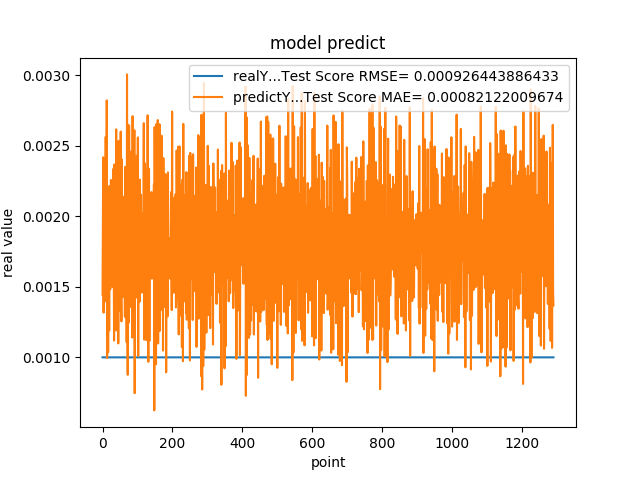 model predict
realY...Test Score RMSE= 0.000926443886433
predictY...Test Score MAE= 0.00082122009674
real value
0.0030
0.0025
0.0020
0.0015
0.0010
0 200 400 600 800 1000 1200
point